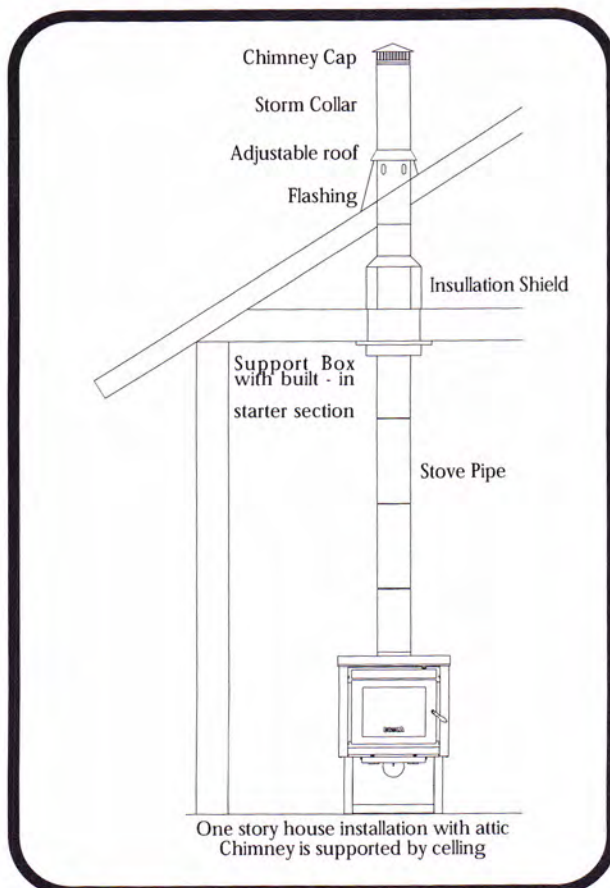 Chimney Cap
Storm Collar
Adjustable roof
Flashing
Insullation Shield
Support Box
with built - in
starter section
Stove Pipe
One story house installation with attic
Chimney is supported by celling